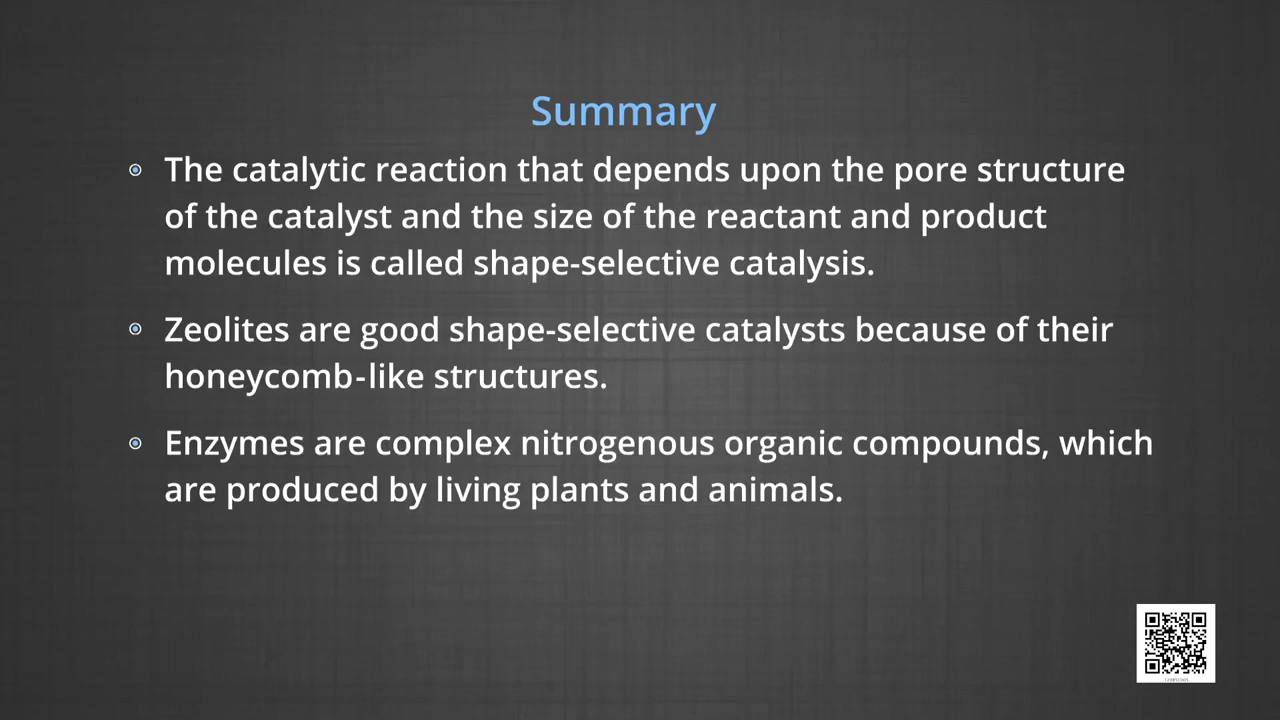 Summary
The catalytic reaction that depends upon the pore structure
of the catalyst and the size of the reactant and product
molecules is called shape-selective catalysis.
Zeolites are good shape-selective catalysts because of their
honeycomb-like structures.
Enzymes are complex nitrogenous organic compounds, which
are produced by living plants and animals.